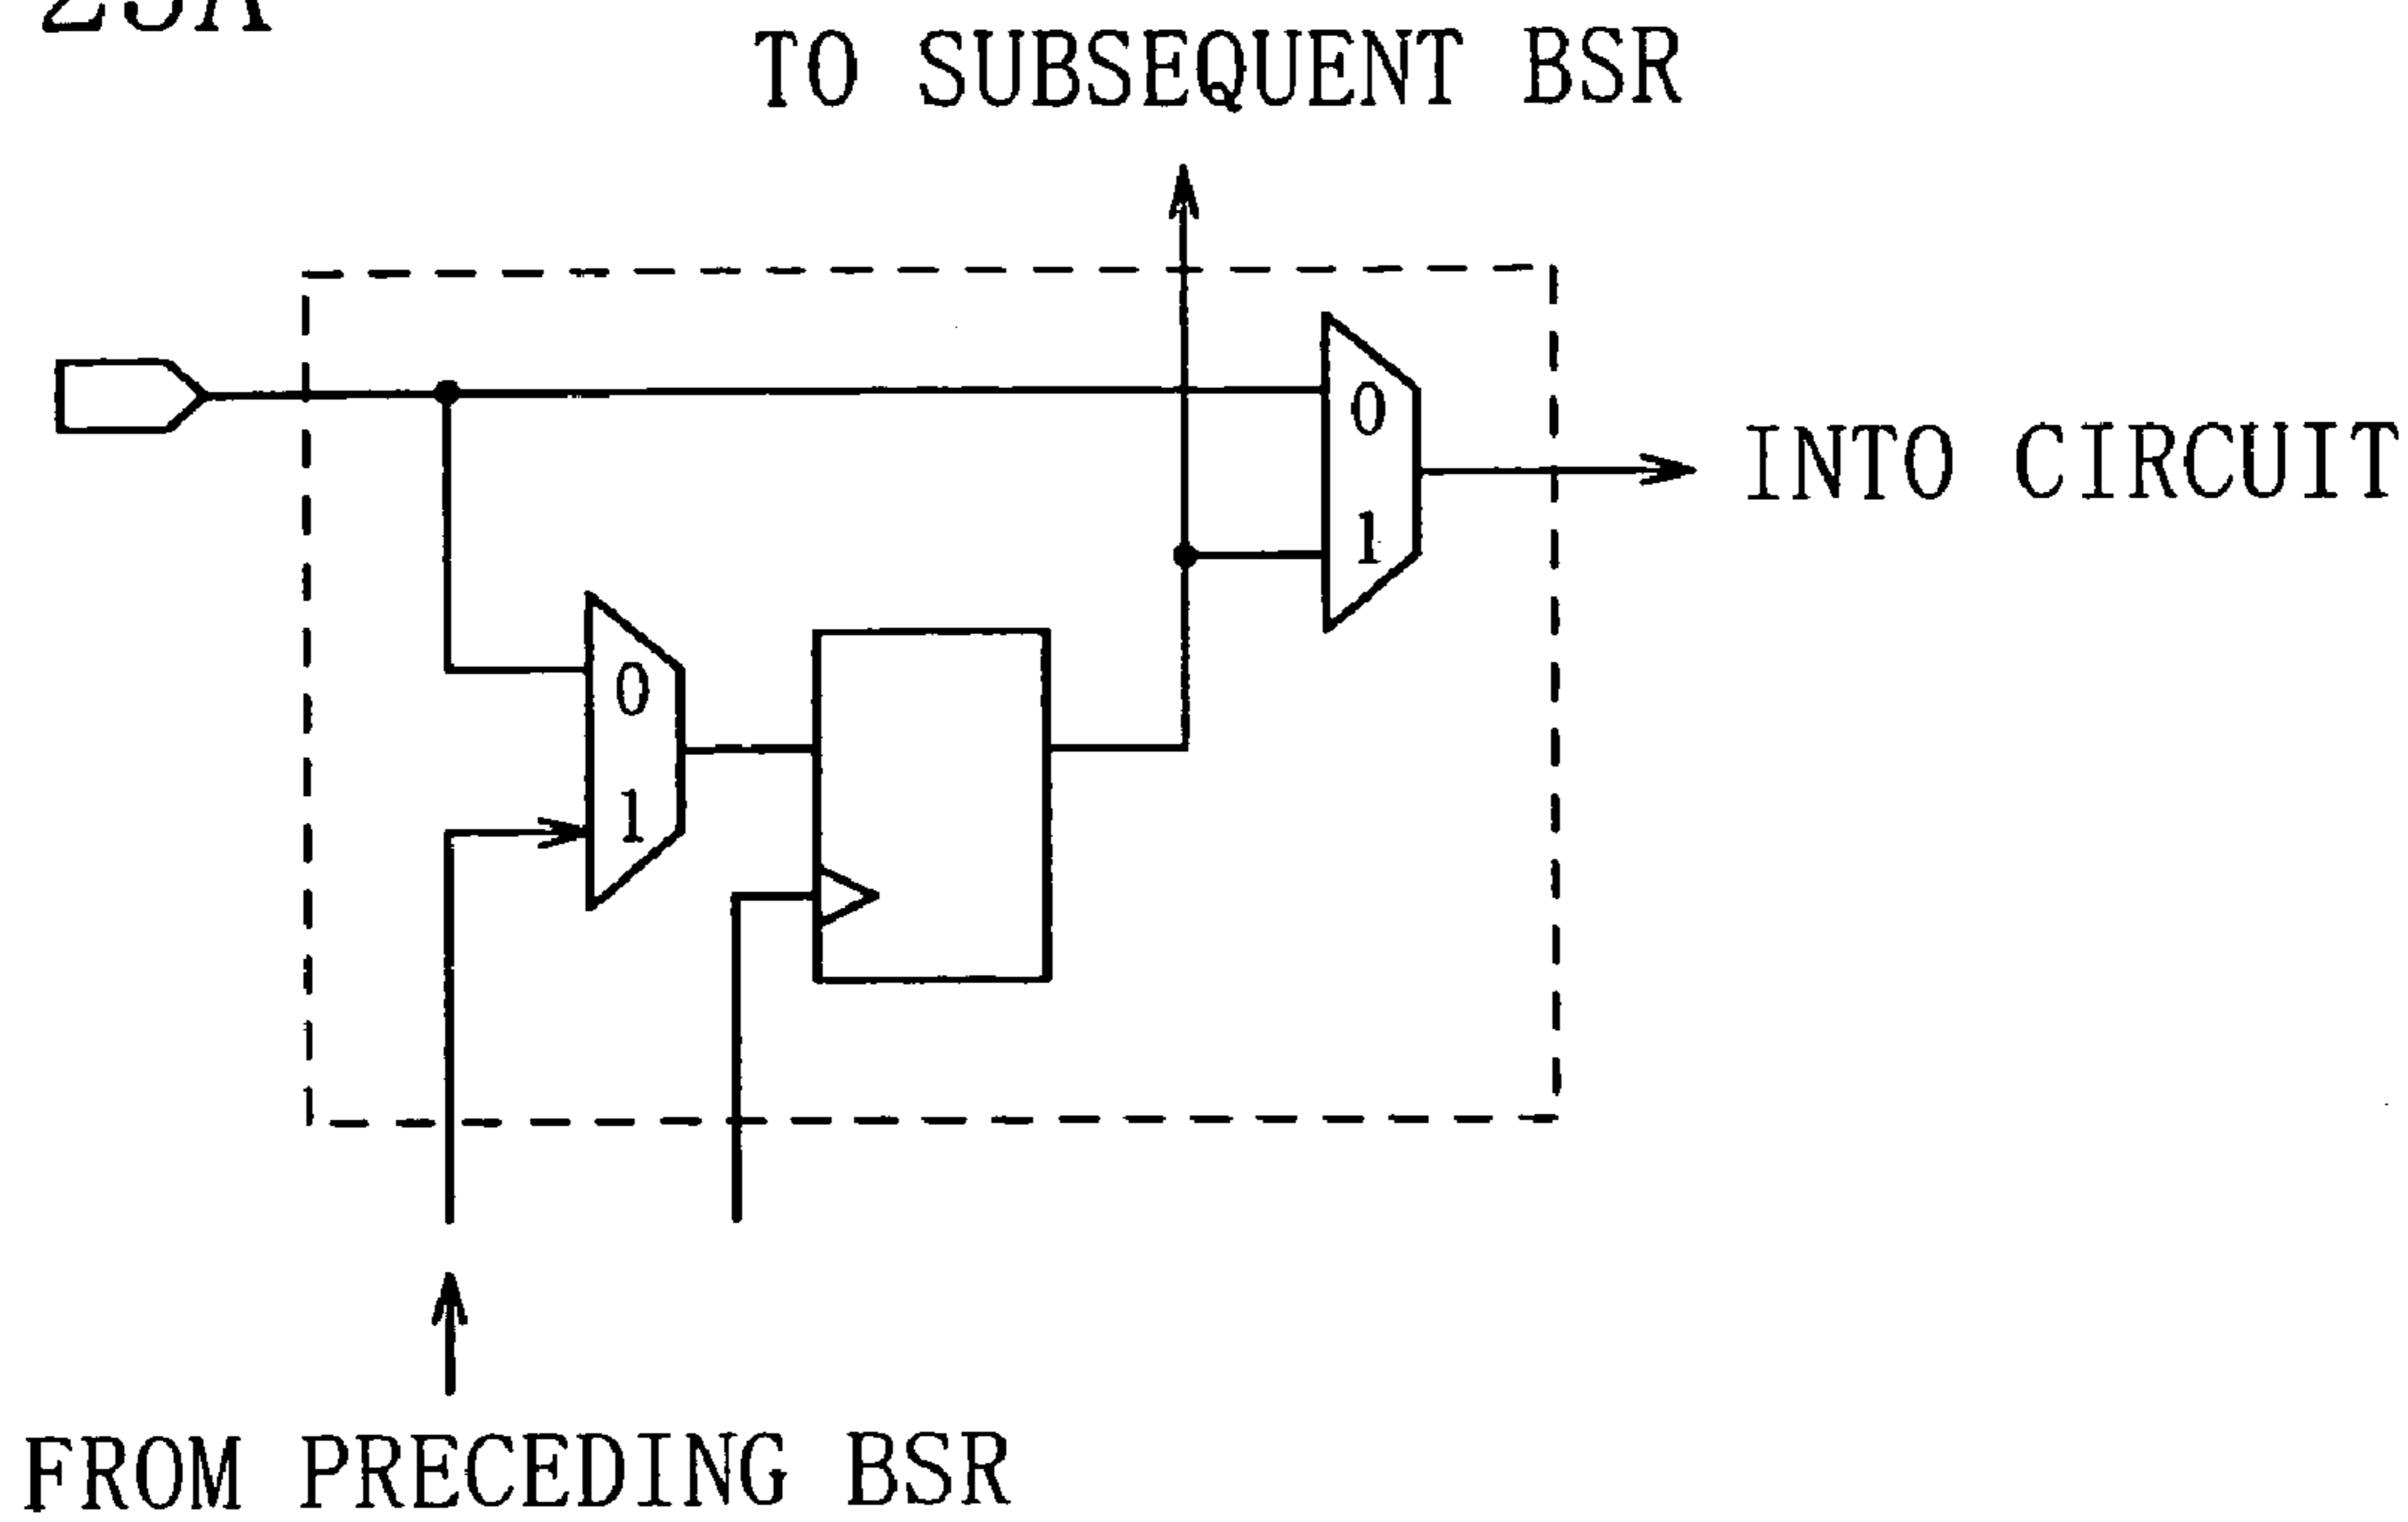 TO SUBSEQUENT BSR
0
INTO CIRCUIT
1
0
1
FROM PRECEDING BSR